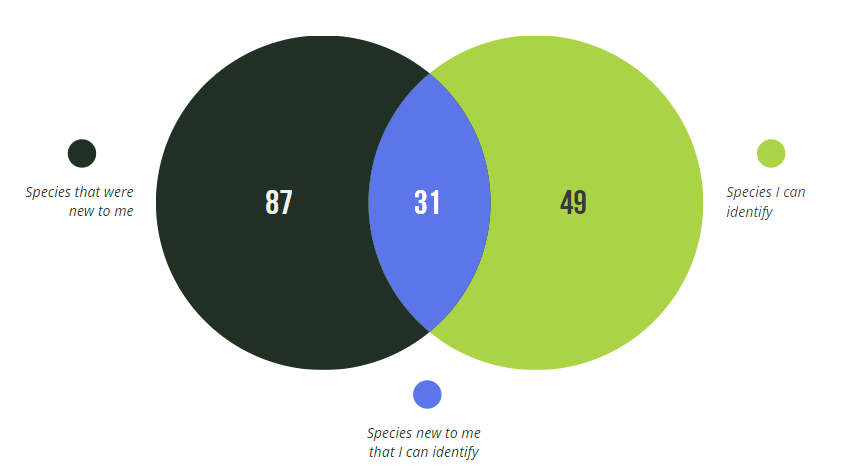 87
31
49
Species that were
new to me
Species I can
identify
Species new to me
that I can identify